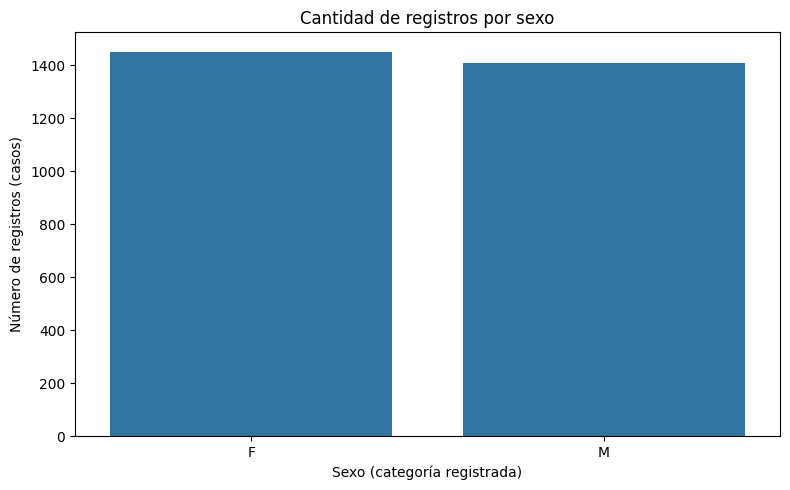 Cantidad de registros por sexo
Número de registros (casos)
1400
1200
1000
800
600
400
200
0
F
M
Sexo (categoría registrada)